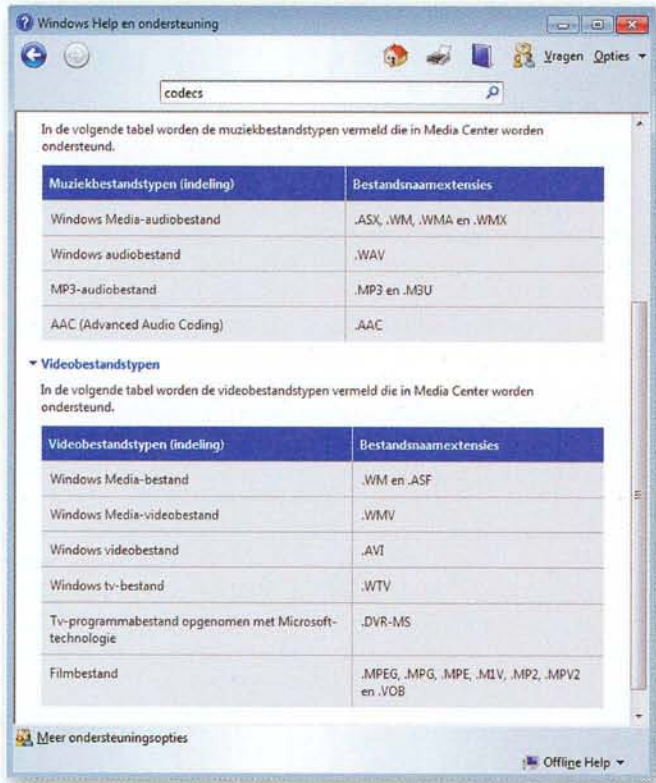 Windows Help en ondersteuning
Vragen Opties
codecs
In de volgende tabel worden de muziekbestandstypen vermeld die in Media Center worden
ondersteund.
Muziekbestandstypen (indeling) Bestandsnaamextensies
Windows Media-audiobestand .ASX, .WM, .WMA en .WMX
Windows audiobestand .WAV
MP3-audiobestand .MP3 en .M3U
AAC (Advanced Audio Coding) .AAC
Videobestandstypen
In de volgende tabel worden de videobestandstypen vermeld die in Media Center worden
ondersteund.
Videobestandstypen (indeling) Bestandsnaamextensies
Windows Media-bestand .WM en .ASF
Windows Media-videobestand .WMV
Windows videobestand .AVI
Windows tv-bestand .WTV
Tv-programmabestand opgenomen met Microsoft- .DVR-MS
technologie
Filmbestand .MPEG, .MPG, .MPE, .M1V, .MP2, .MPV2
en .VOB
Meer ondersteuningsopties
Offline Help